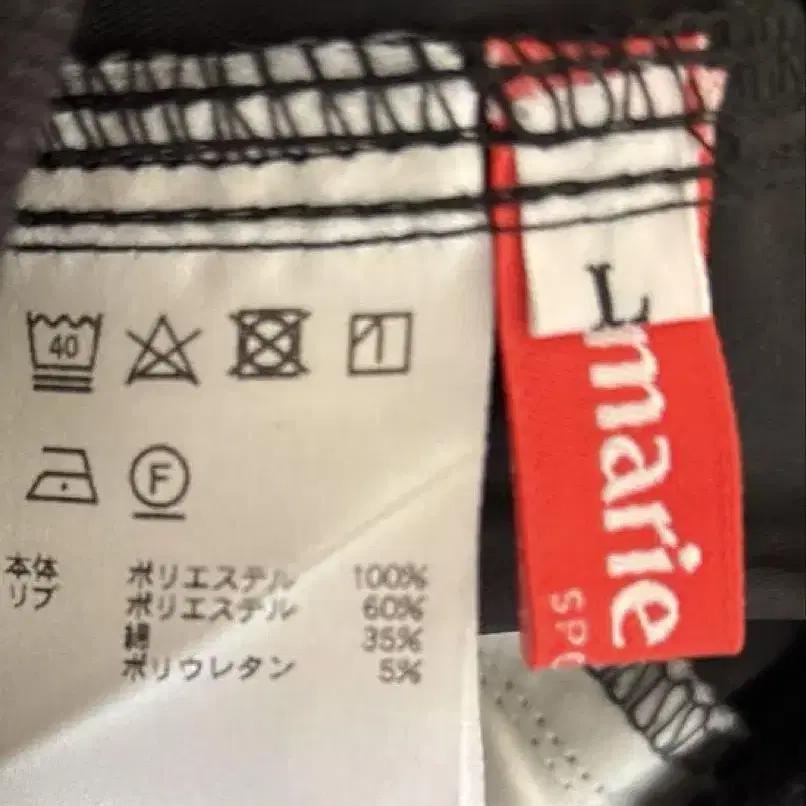 L
marie
SPO
40
F
本体 ポリエステル 100%
リブ ポリエステル 60%
綿 35%
ポリウレタン 5%